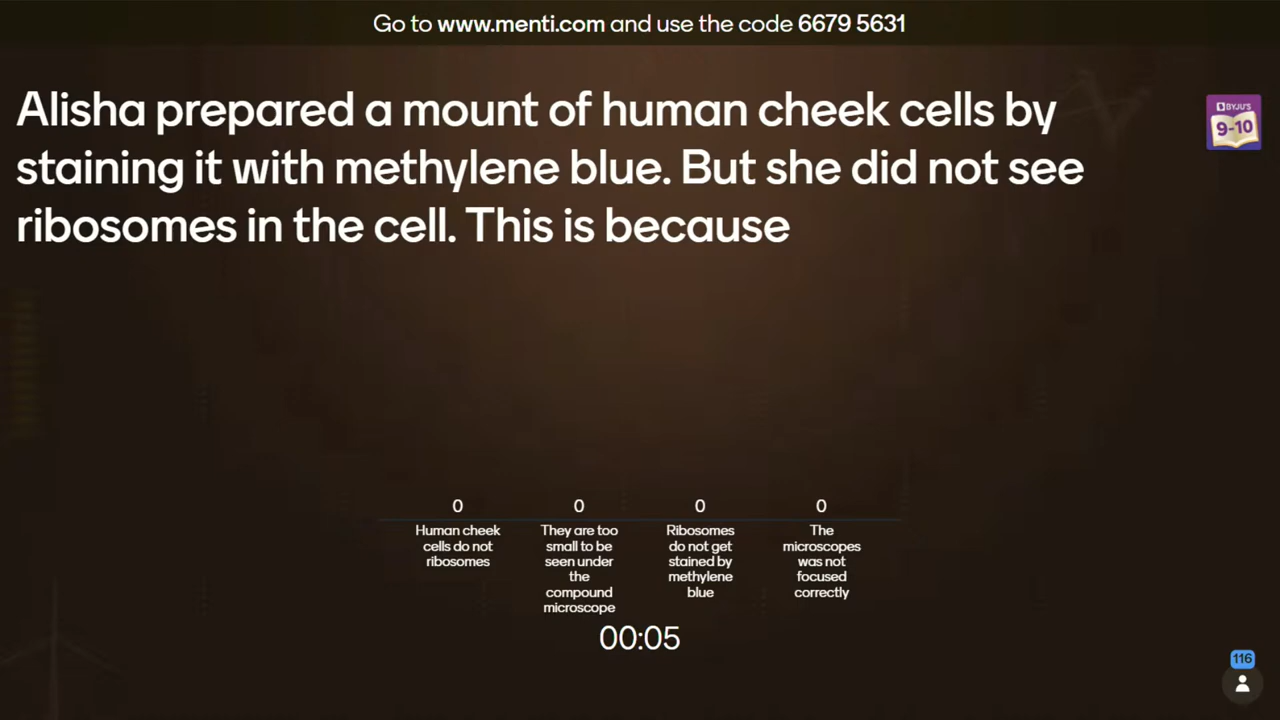 Go to www.menti.com and use the code 6679 5631
Alisha prepared a mount of human cheek cells by
staining it with methylene blue. But she did not see
ribosomes in the cell. This is because
BYJU'S
9-10
0
Human cheek
cells do not
ribosomes
0
They are too
small to be
seen under
the
compound
microscope
0
Ribosomes
do not get
stained by
methylene
blue
0
The
microscopes
was not
focused
correctly
00:05
116